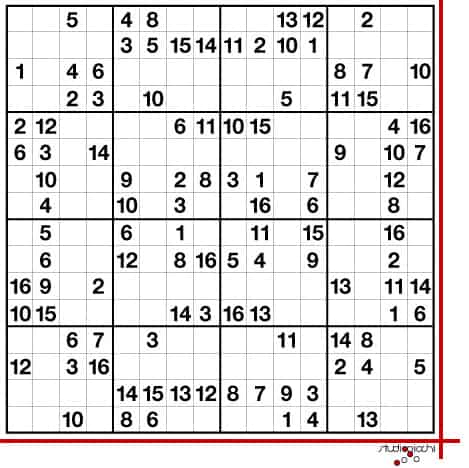 5 4 8 13 12 2
3 5 15 14 11 2 10 1
1 4 6 8 7 10
2 3 10 5 11 15
2 12 6 11 10 15 4 16
6 3 14 9 10 7
10 9 2 8 3 1 7 12
4 10 3 16 6 8
5 6 1 11 15 16
6 12 8 16 5 4 9 2
16 9 2 13 11 14
10 15 14 3 16 13 1 6
6 7 3 11 14 8
12 3 16 2 4 5
14 15 13 12 8 7 9 3
10 8 6 1 4 13
studiogiochi